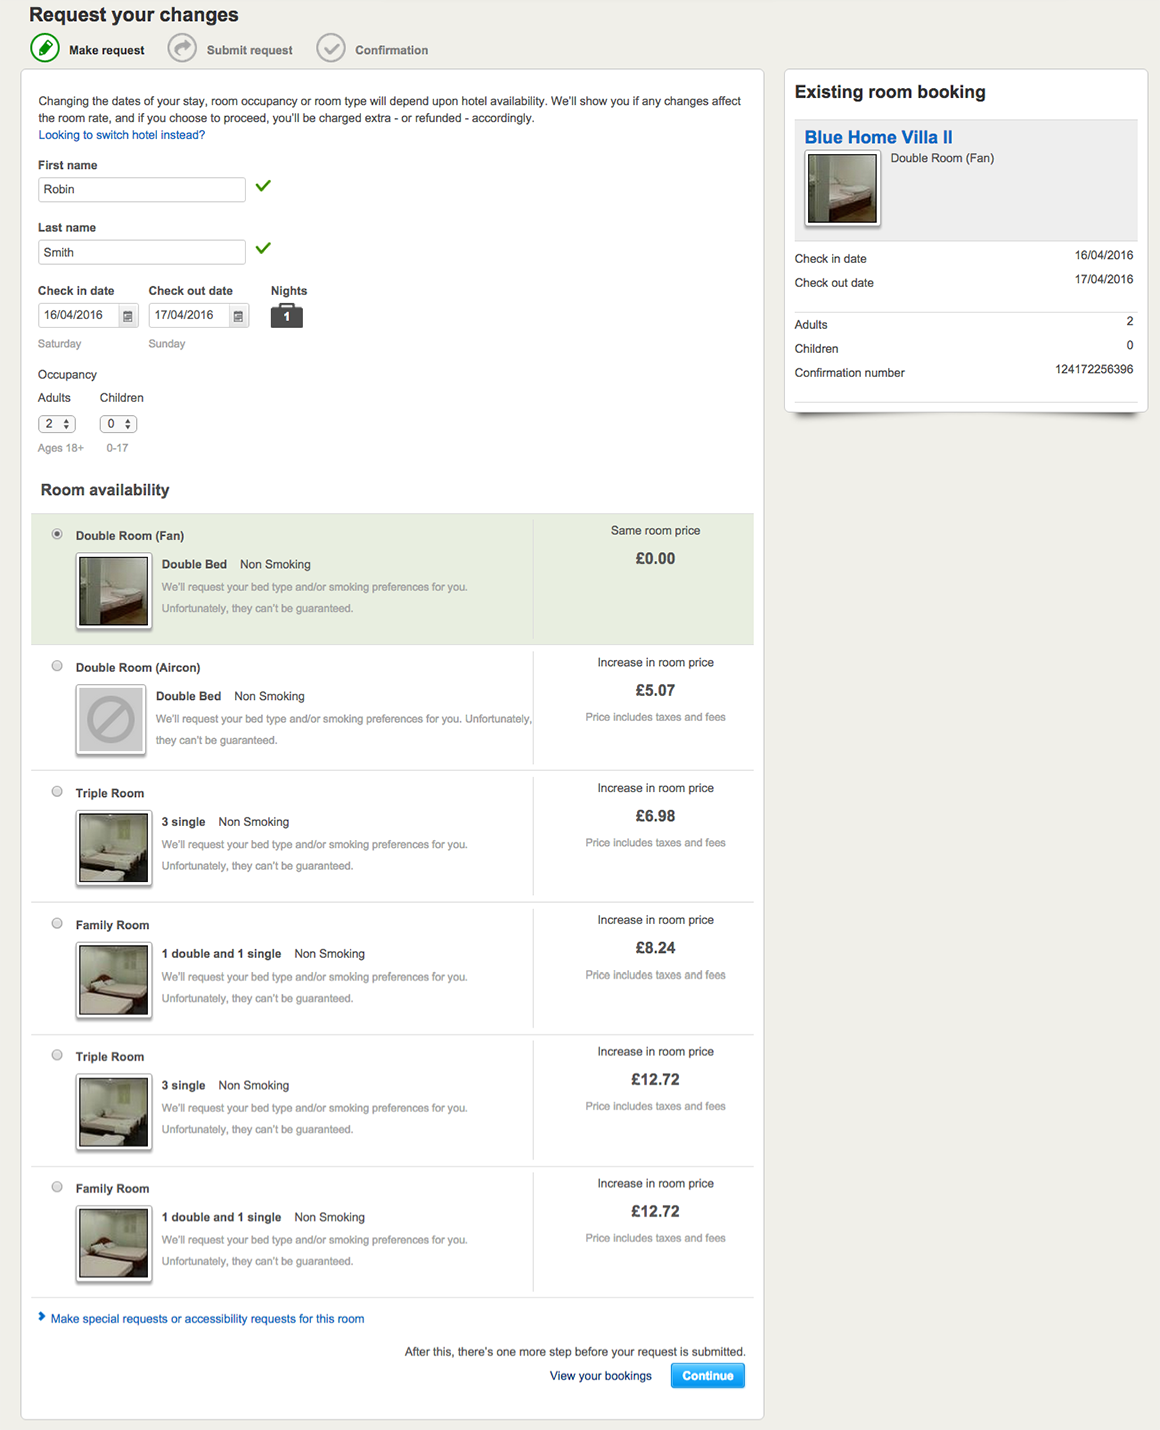 Request your changes
Make request
Submit request
Confirmation
Changing the dates of your stay, room occupancy or room type will depend upon hotel availability. We'll show you if any changes affect
the room rate, and if you choose to proceed, you'll be charged extra - or refunded - accordingly.
Looking to switch hotel instead?
First name
Robin
Last name
Smith
Check in date Check out date Nights
16/04/2016 17/04/2016 1
Saturday Sunday
Occupancy
Adults Children
2 0
Ages 18+ 0-17
Room availability
Double Room (Fan)
Double Bed Non Smoking
We'll request your bed type and/or smoking preferences for you.
Unfortunately, they can't be guaranteed.
Same room price
£0.00
Double Room (Aircon)
Double Bed Non Smoking
We'll request your bed type and/or smoking preferences for you. Unfortunately,
they can't be guaranteed.
Increase in room price
£5.07
Price includes taxes and fees
Triple Room
3 single Non Smoking
We'll request your bed type and/or smoking preferences for you.
Unfortunately, they can't be guaranteed.
Increase in room price
£6.98
Price includes taxes and fees
Family Room
1 double and 1 single Non Smoking
We'll request your bed type and/or smoking preferences for you.
Unfortunately, they can't be guaranteed.
Increase in room price
£8.24
Price includes taxes and fees
Triple Room
3 single Non Smoking
We'll request your bed type and/or smoking preferences for you.
Unfortunately, they can't be guaranteed.
Increase in room price
£12.72
Price includes taxes and fees
Family Room
1 double and 1 single Non Smoking
We'll request your bed type and/or smoking preferences for you.
Unfortunately, they can't be guaranteed.
Increase in room price
£12.72
Price includes taxes and fees
Make special requests or accessibility requests for this room
After this, there's one more step before your request is submitted.
View your bookings Continue
Existing room booking
Blue Home Villa II
Double Room (Fan)
Check in date 16/04/2016
Check out date 17/04/2016
Adults 2
Children 0
Confirmation number 124172256396